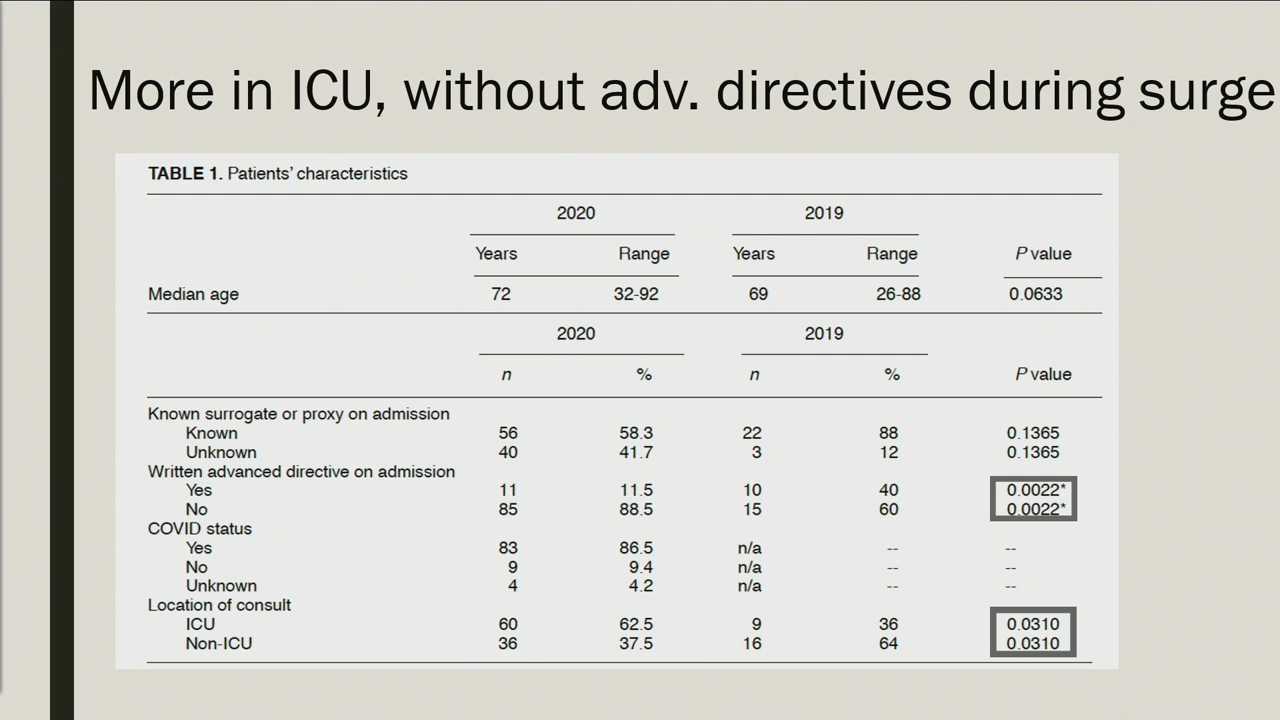 More in ICU, without adv. directives during surge
TABLE 1. Patients' characteristics
2020 2019
Years Range Years Range P value
Median age 72 32-92 69 26-88 0.0633
2020 2019
n % n % P value
Known surrogate or proxy on admission
Known 56 58.3 22 88 0.1365
Unknown 40 41.7 3 12 0.1365
Written advanced directive on admission
Yes 11 11.5 10 40 0.0022*
No 85 88.5 15 60 0.0022*
COVID status
Yes 83 86.5 n/a -- --
No 9 9.4 n/a -- --
Unknown 4 4.2 n/a -- --
Location of consult
ICU 60 62.5 9 36 0.0310
Non-ICU 36 37.5 16 64 0.0310